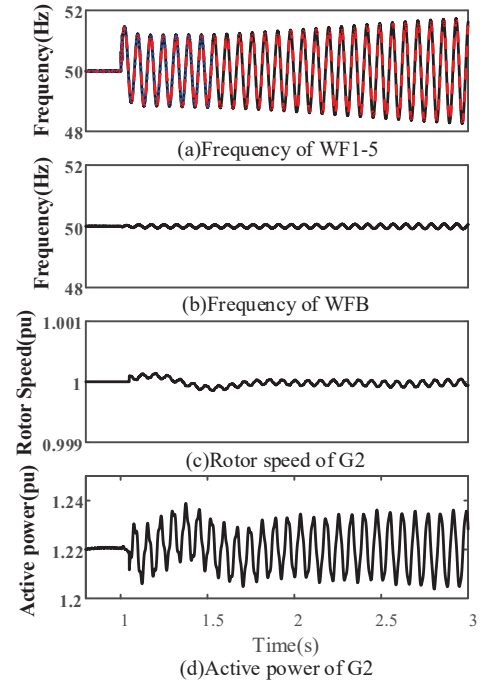 Frequency(Hz)
52
50
48
(a)Frequency of WF1-5
Frequency(Hz)
52
50
48
(b)Frequency of WFB
Rotor Speed(pu)
1.001
1
0.999
(c)Rotor speed of G2
Active power(pu)
1.24
1.22
1.2
1 1.5 2 2.5 3
Time(s)
(d)Active power of G2